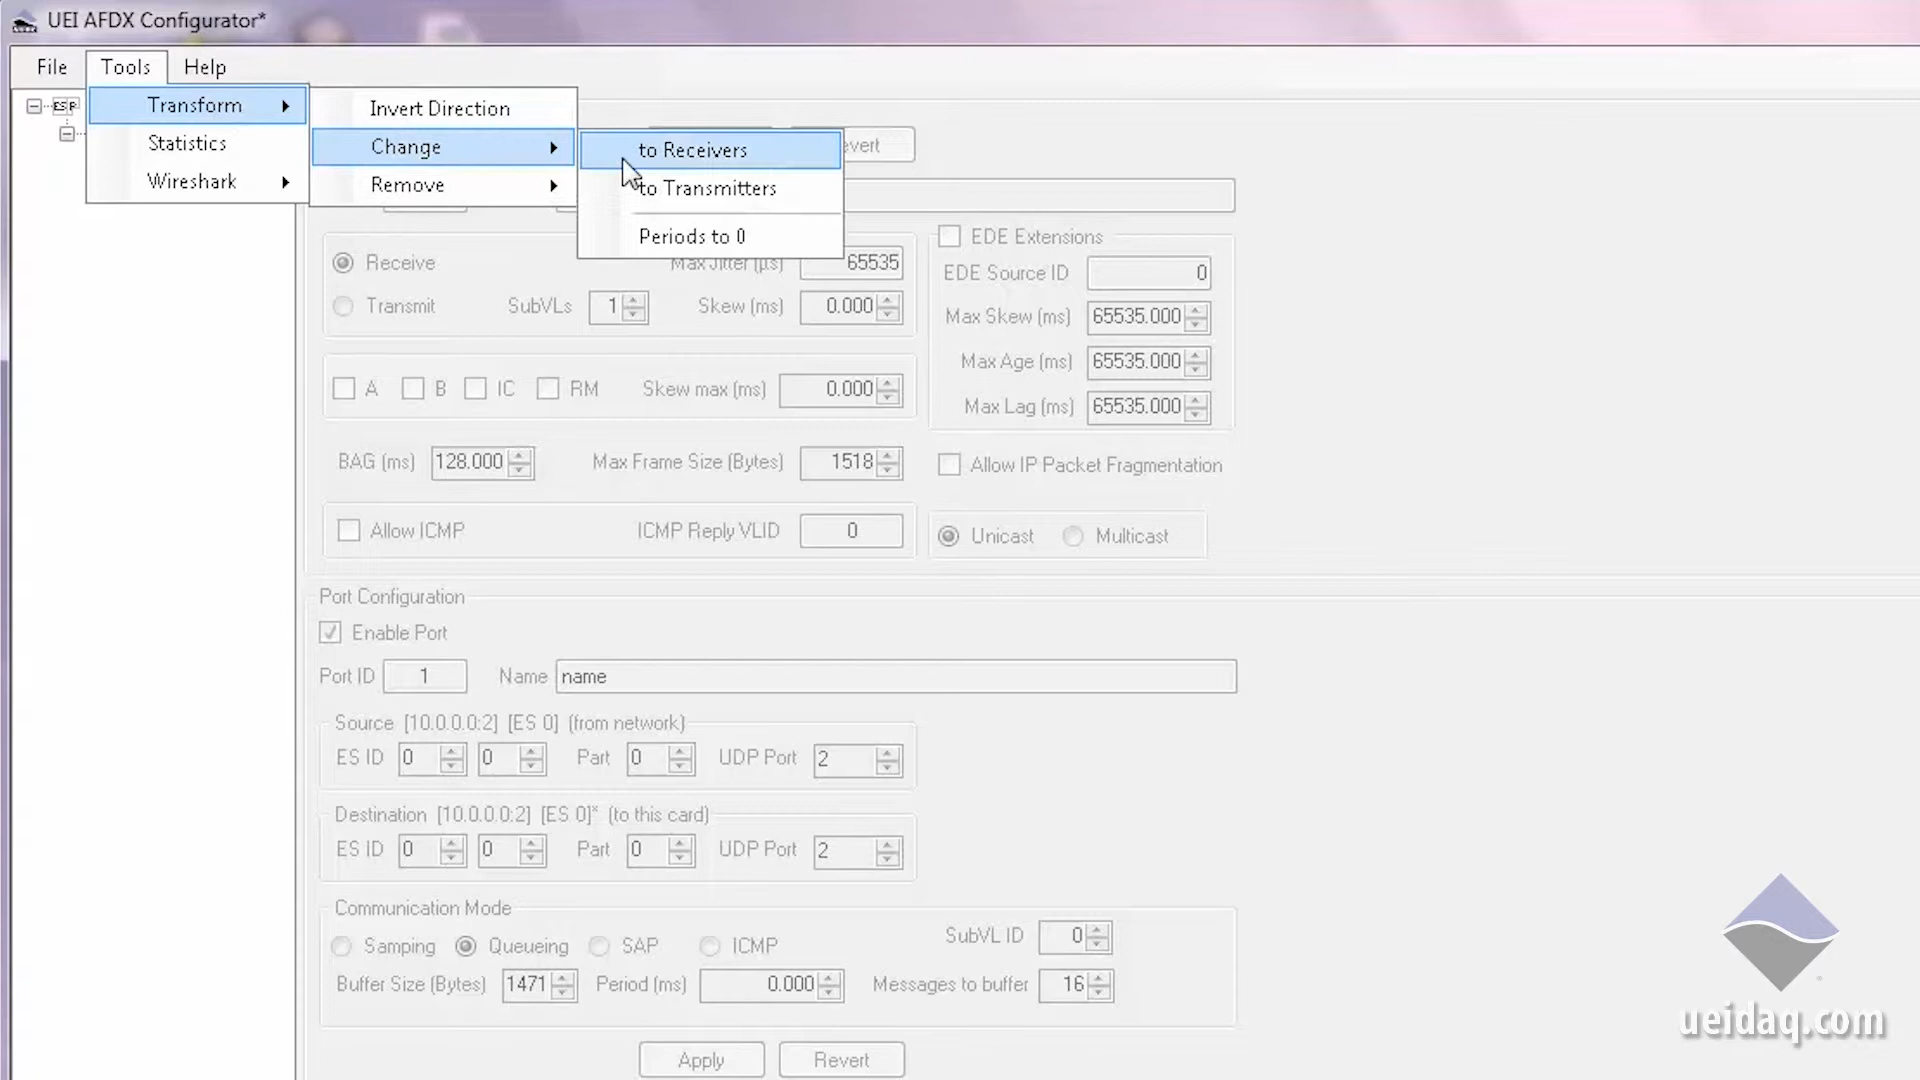 UEI AFDX Configurator*
File Tools Help
ESP
Transform
Statistics
Wireshark
Invert Direction
Change
Remove
to Receivers
to Transmitters
Periods to 0
Receive 65535
Transmit SubVLs 1 Skew (ms) 0.000
A B IC RM Skew max (ms) 0.000
BAG (ms) 128.000 Max Frame Size (Bytes) 1518
Allow ICMP ICMP Reply VLID 0
EDE Extensions
EDE Source ID 0
Max Skew (ms) 65535.000
Max Age (ms) 65535.000
Max Lag (ms) 65535.000
Allow IP Packet Fragmentation
Unicast Multicast
Port Configuration
Enable Port
Port ID 1 Name name
Source [10.0.0.0:2] [ES 0] (from network)
ES ID 0 0 Part 0 UDP Port 2
Destination [10.0.0.0:2] [ES 0]* (to this card)
ES ID 0 0 Part 0 UDP Port 2
Communication Mode
Samping Queueing SAP ICMP SubVL ID 0
Buffer Size (Bytes) 1471 Period (ms) 0.000 Messages to buffer 16
Apply Revert
ueidaq.com